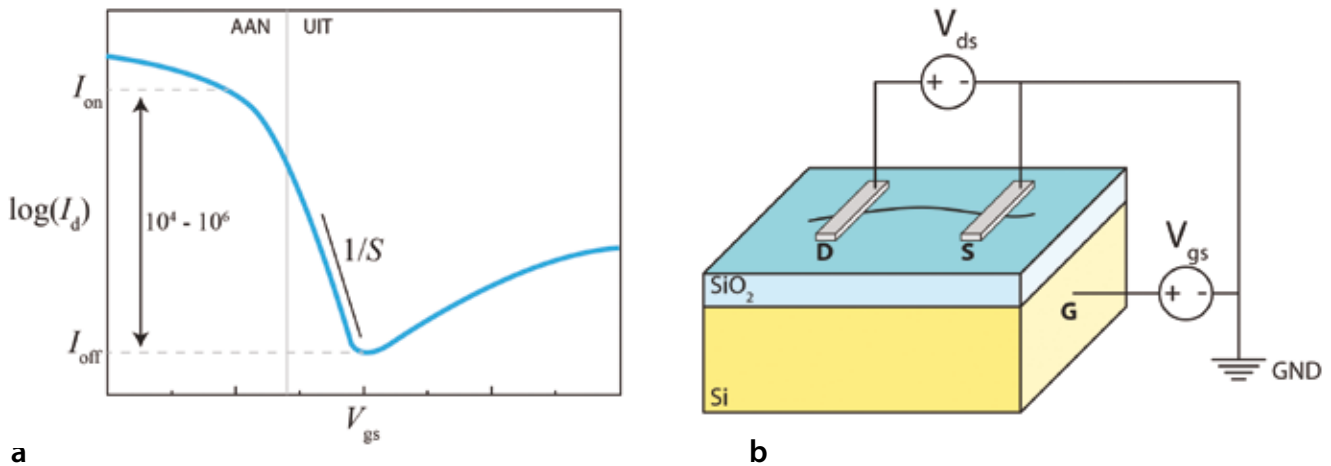 AAN UIT
I_on
log(I_d)
10⁴ - 10⁶
1/S
I_off
V_gs
a
V_ds
+ -
D S
SiO₂
G
V_gs
+ -
Si
GND
b